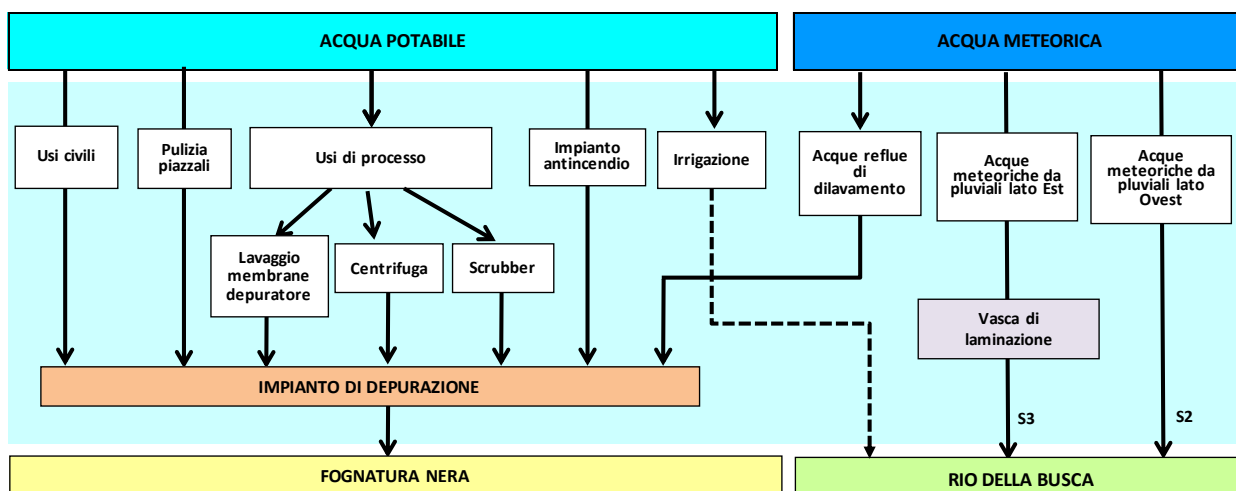 ACQUA POTABILE
ACQUA METEORICA
Usi civili
Pulizia
piazzali
Usi di processo
Impianto
antincendio
Irrigazione
Acque reflue
di
dilavamento
Acque
meteoriche da
pluviali lato Est
Acque
meteoriche da
pluviali lato
Ovest
Lavaggio
membrane
depuratore
Centrifuga
Scrubber
Vasca di
laminazione
IMPIANTO DI DEPURAZIONE
S3
S2
FOGNATURA NERA
RIO DELLA BUSCA